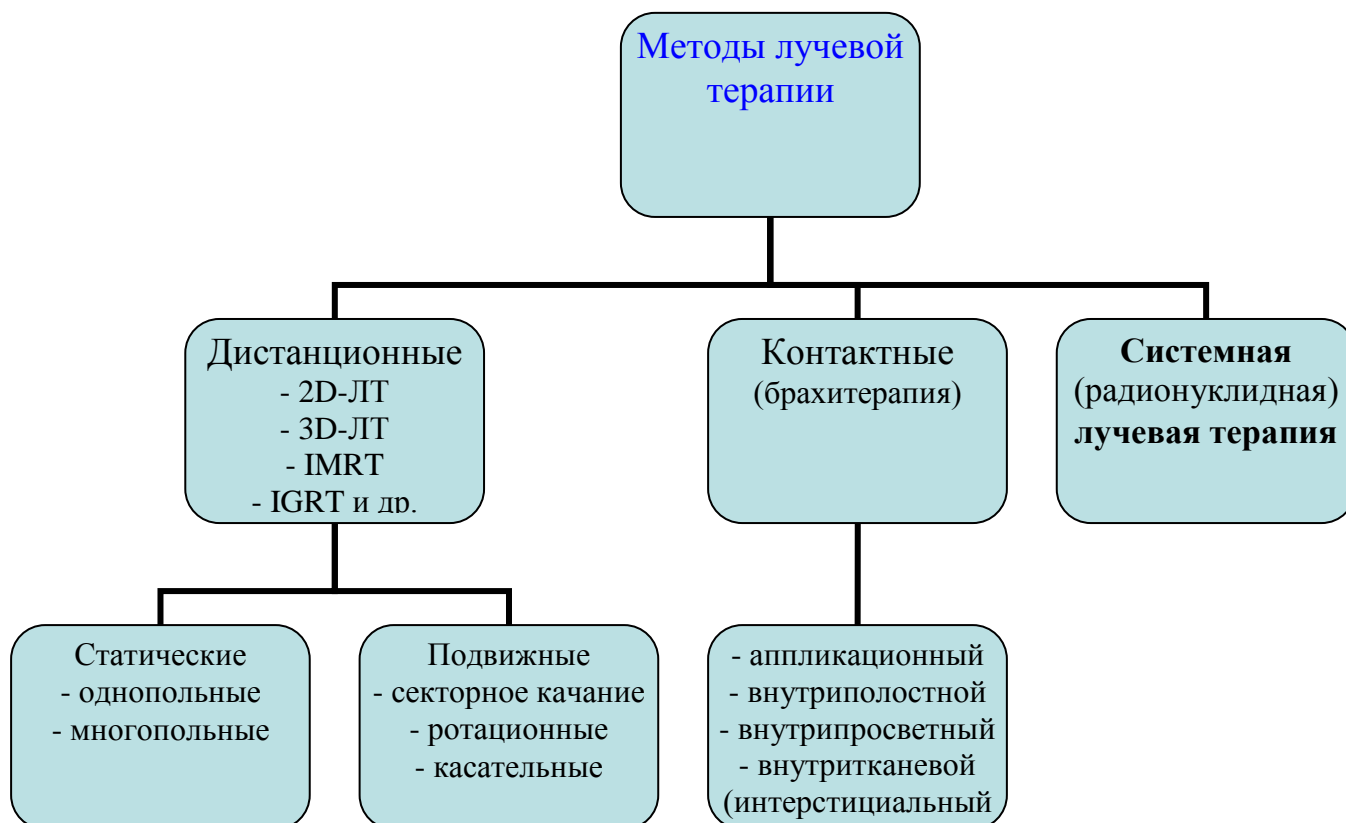 Методы лучевой
терапии
Дистанционные
- 2D-ЛТ
- 3D-ЛТ
- IMRT
- IGRT и др.
Контактные
(брахитерапия)
Системная
(радионуклидная)
лучевая терапия
Статические
- однопольные
- многопольные
Подвижные
- секторное качание
- ротационные
- касательные
- аппликационный
- внутриполостной
- внутрипросветный
- внутритканевой
(интерстициальный